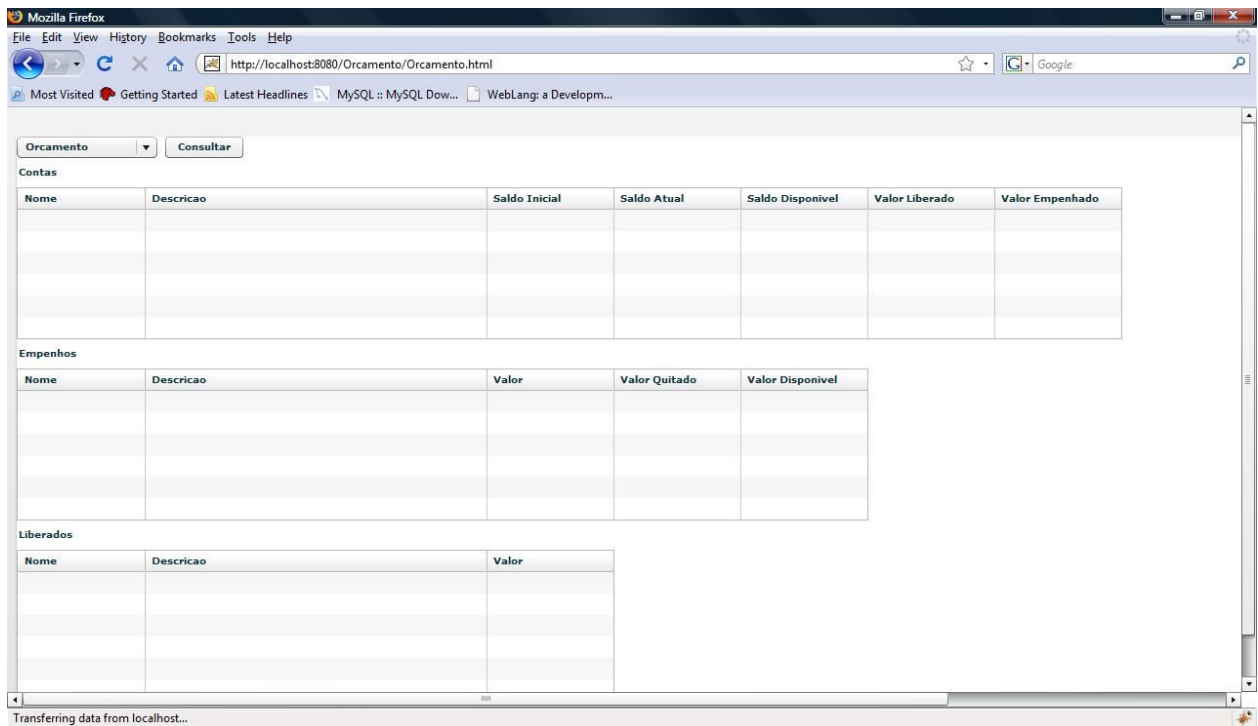 Mozilla Firefox
File Edit View History Bookmarks Tools Help
http://localhost:8080/Orcamento/Orcamento.html
G Google
Most Visited Getting Started Latest Headlines MySQL :: MySQL Dow... WebLang: a Developm...
Orcamento Consultar
Contas
Nome Descricao Saldo Inicial Saldo Atual Saldo Disponivel Valor Liberado Valor Empenhado
Empenhos
Nome Descricao Valor Valor Quitado Valor Disponivel
Liberados
Nome Descricao Valor
Transferring data from localhost...